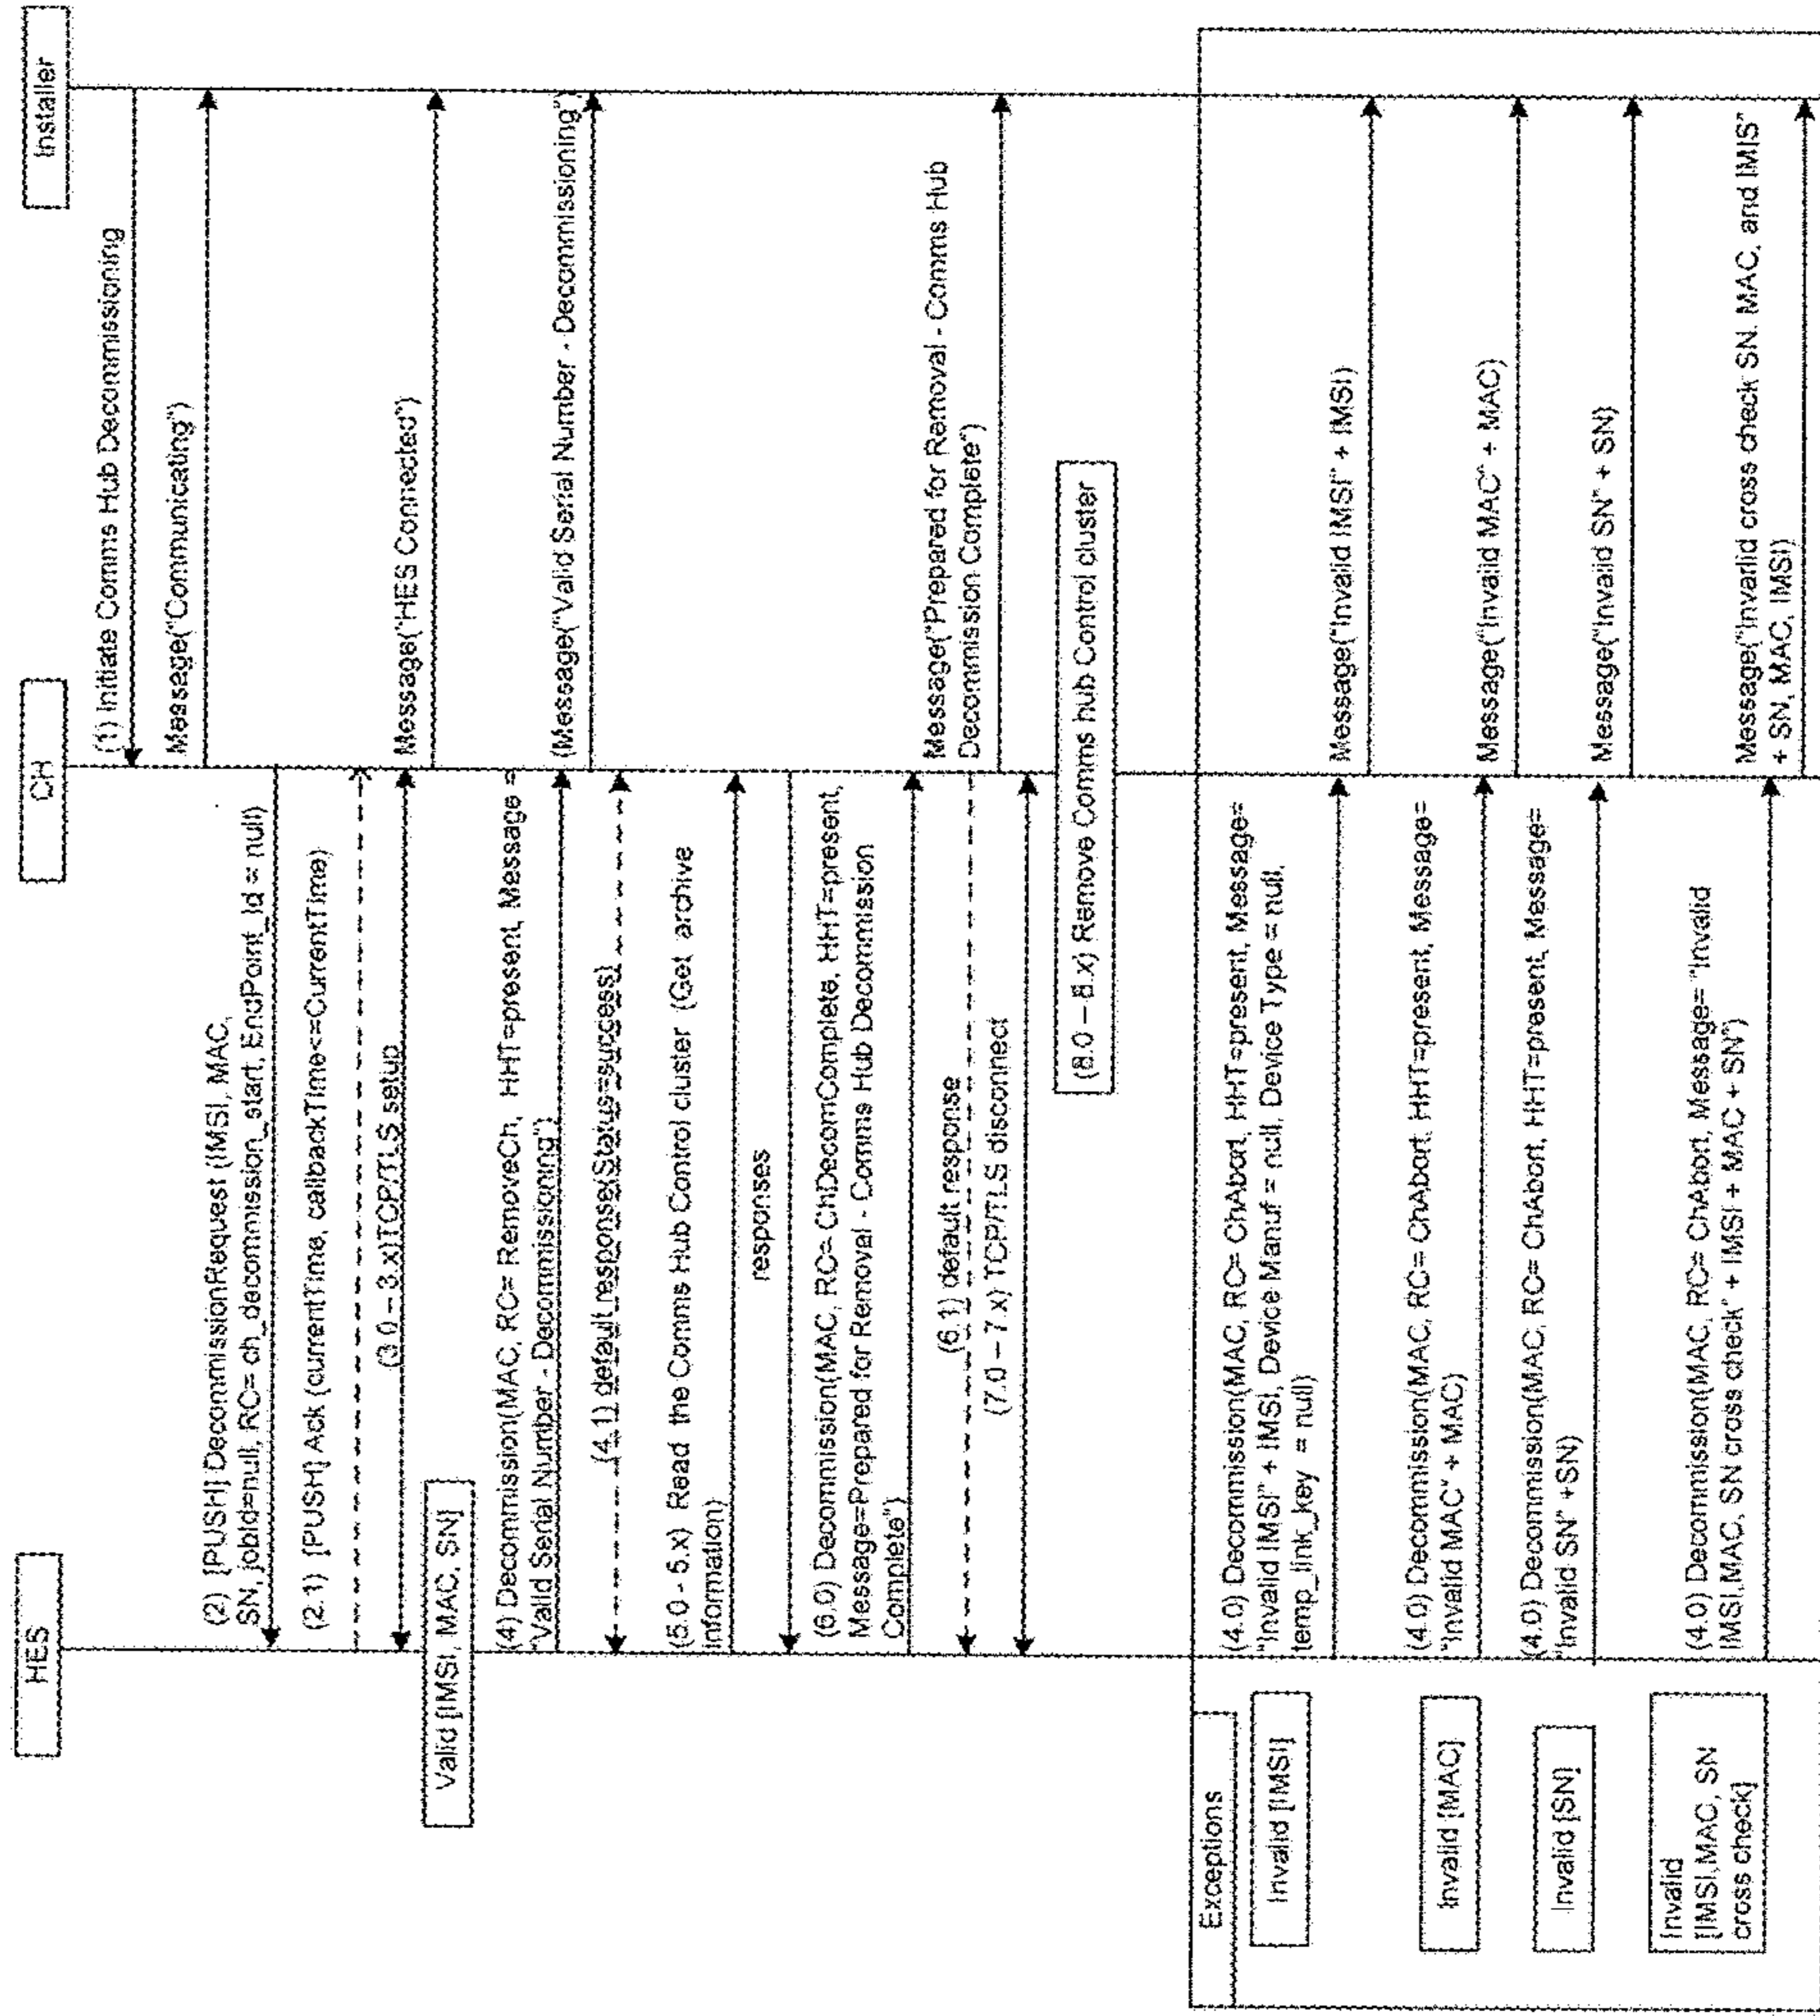 HES
CH
Installer
(1) Initiate Comms Hub Decommissioning
Message("Communicating")
(2) [PUSH] DecommissionRequest (IMSI, MAC,
SN, jobId=null, RC= ch_decommission_start, EndPoint_Id = null)
(2.1) [PUSH] Ack (currentTime, callbackTime<=CurrentTime)
(3.0 – 3.x)TCP/TLS setup
Message("HES Connected")
Valid [IMSI, MAC, SN]
(4) Decommission(MAC, RC= RemoveCh, HHT=present, Message =
"Valid Serial Number - Decommissioning")
(Message("Valid Serial Number - Decommissioning")
(4.1) default response(Status=success)
(5.0 - 5.x) Read the Comms Hub Control cluster (Get archive
information)
responses
(6.0) Decommission(MAC, RC= ChDecomComplete, HHT=present,
Message=Prepared for Removal - Comms Hub Decommission
Complete")
Message("Prepared for Removal - Comms Hub
Decommission Complete")
(6.1) default response
(7.0 – 7.x) TCP/TLS disconnect
(8.0 – 8.x) Remove Comms hub Control cluster
Exceptions
Invalid [IMSI]
(4.0) Decommission(MAC, RC= ChAbort, HHT=present, Message=
"Invalid IMSI" + IMSI, Device Manuf = null, Device Type = null,
temp_link_key = null)
Message("Invalid IMSI" + IMSI)
Invalid [MAC]
(4.0) Decommission(MAC, RC= ChAbort, HHT=present, Message=
"Invalid MAC" + MAC)
Message("Invalid MAC" + MAC)
Invalid [SN]
(4.0) Decommission(MAC, RC= ChAbort, HHT=present, Message=
"Invalid SN" +SN)
Message("Invalid SN" + SN)
Invalid
[IMSI,MAC, SN
cross check]
(4.0) Decommission(MAC, RC= ChAbort, Message= "Invalid
IMSI,MAC, SN cross check" + IMSI + MAC + SN")
Message("Invarlid cross check SN. MAC, and IMIS"
+ SN, MAC, IMSI)